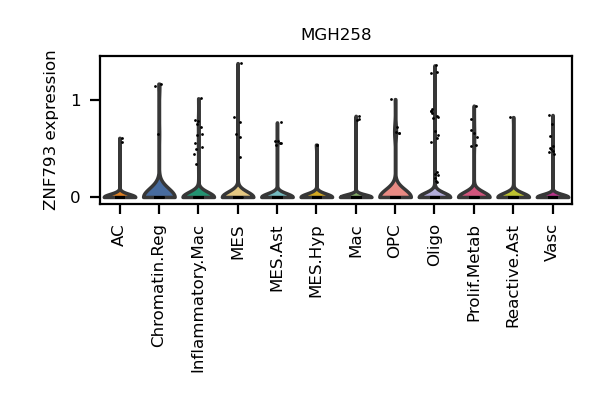 MGH258
ZNF793 expression
1
0
AC
Chromatin.Reg
Inflammatory.Mac
MES
MES.Ast
MES.Hyp
Mac
OPC
Oligo
Prolif.Metab
Reactive.Ast
Vasc